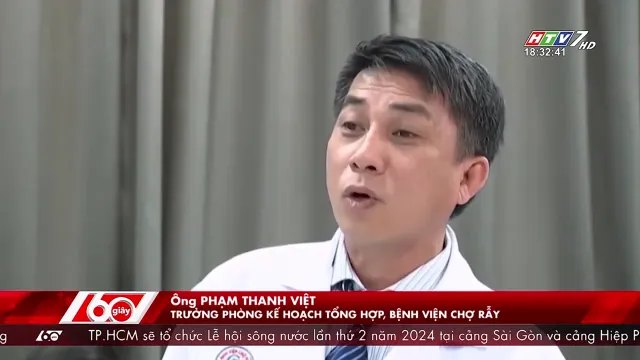 HTV7 HD
18:32:41
60 giây
Ông PHẠM THANH VIỆT
TRƯỞNG PHÒNG KẾ HOẠCH TỔNG HỢP, BỆNH VIỆN CHỢ RẪY
60s TP.HCM sẽ tổ chức Lễ hội sông nước lần thứ 2 năm 2024 tại cảng Sài Gòn và cảng Hiệp P